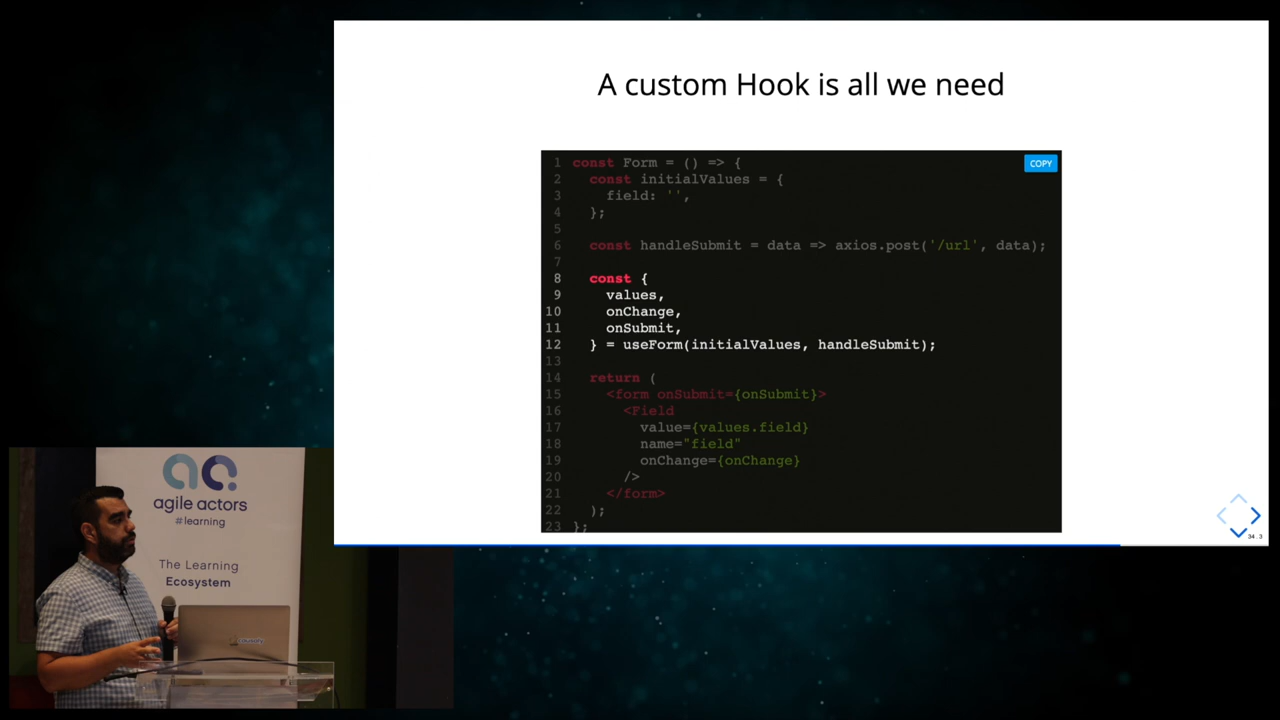 A custom Hook is all we need
COPY
1 const Form = () => {
2 const initialValues = {
3 field: '',
4 };
5
6 const handleSubmit = data => axios.post('/url', data);
7
8 const {
9 values,
10 onChange,
11 onSubmit,
12 } = useForm(initialValues, handleSubmit);
13
14 return (
15 <form onSubmit={onSubmit}>
16 <Field
17 value={values.field}
18 name="field"
19 onChange={onChange}
20 />
21 </form>
22 );
23 };
34.3
agile actors
#learning
The Learning
Ecosystem